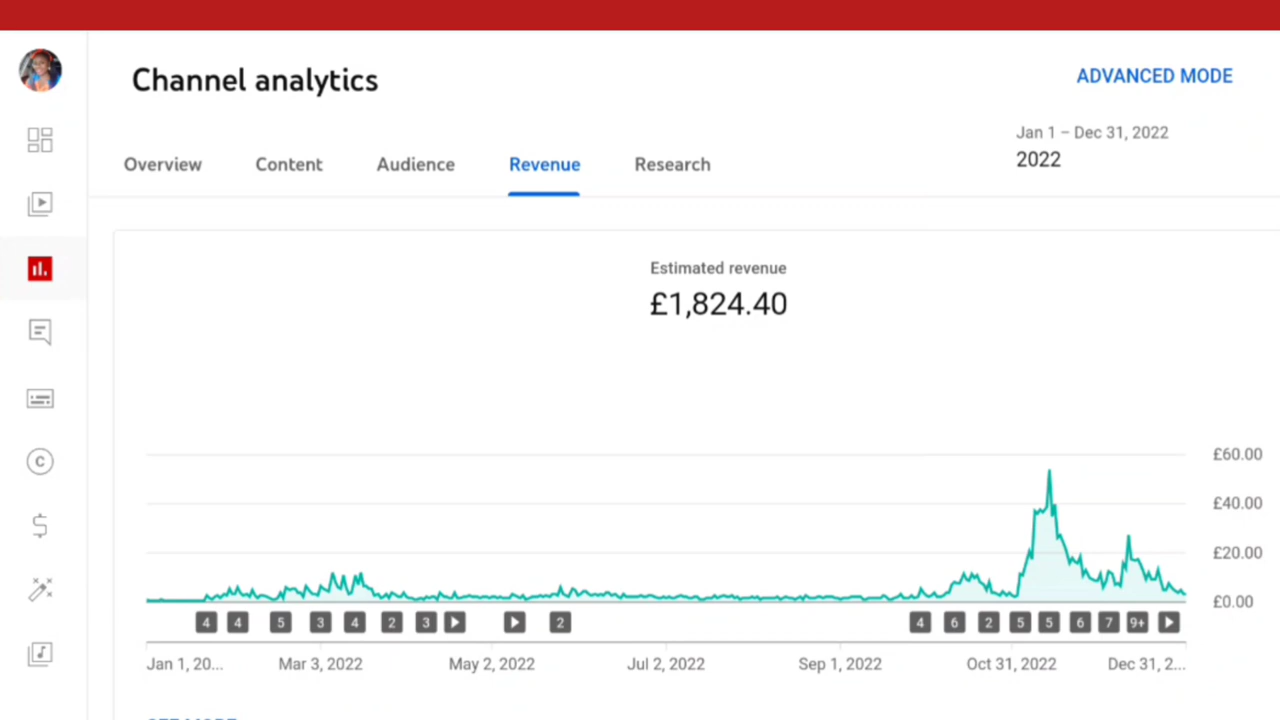 Channel analytics
ADVANCED MODE
Jan 1 – Dec 31, 2022
2022
Overview Content Audience Revenue Research
Estimated revenue
£1,824.40
£60.00
£40.00
£20.00
£0.00
4 4 5 3 4 2 3 2 4 6 2 5 5 6 7 9+
Jan 1, 20... Mar 3, 2022 May 2, 2022 Jul 2, 2022 Sep 1, 2022 Oct 31, 2022 Dec 31, 2...